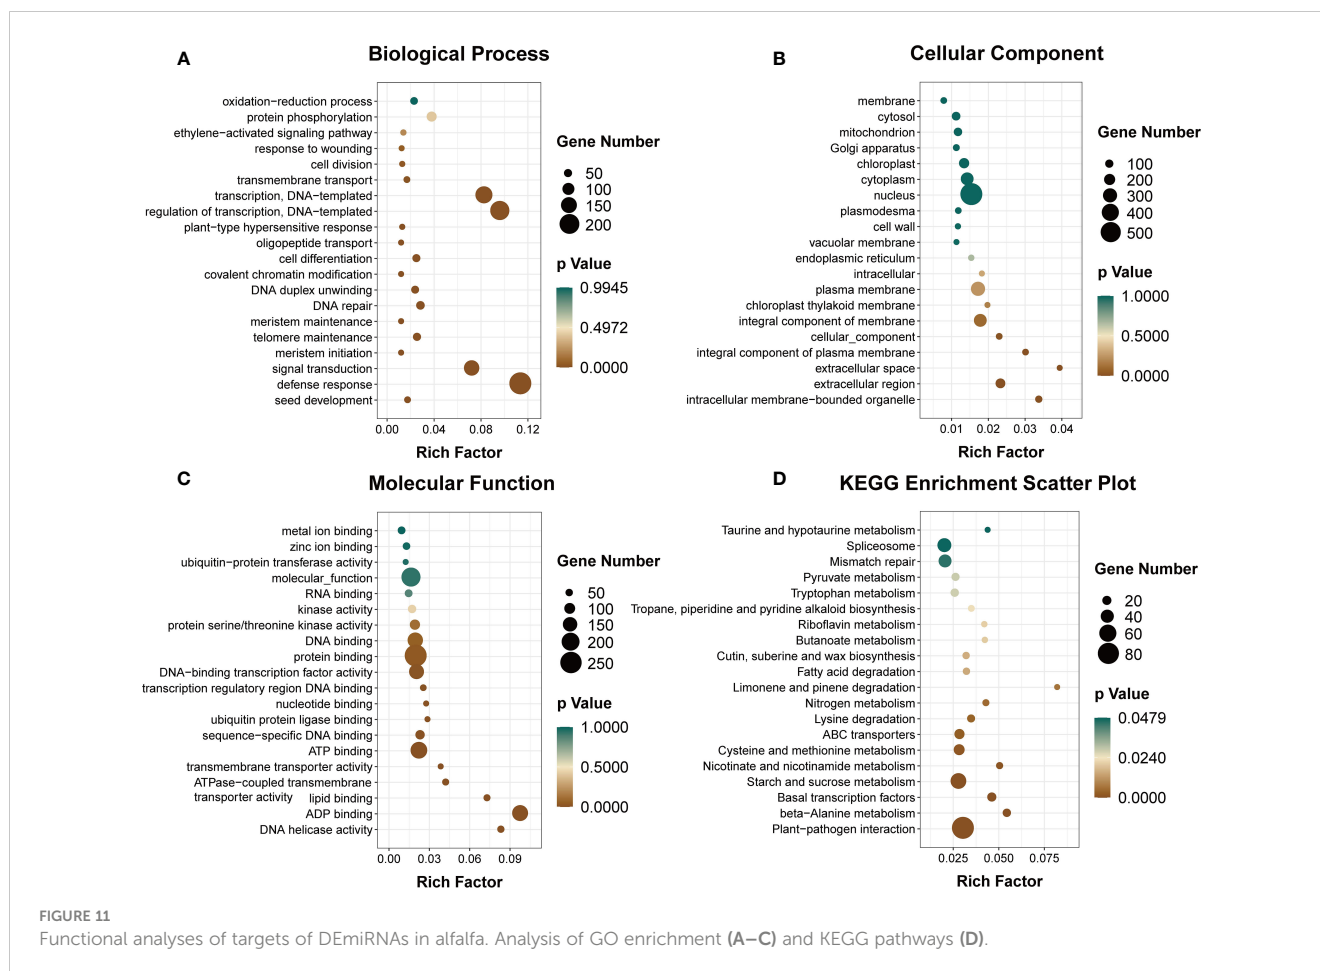 A
Biological Process
oxidation−reduction process
protein phosphorylation
ethylene−activated signaling pathway
response to wounding
cell division
transmembrane transport
transcription, DNA−templated
regulation of transcription, DNA−templated
plant−type hypersensitive response
oligopeptide transport
cell differentiation
covalent chromatin modification
DNA duplex unwinding
DNA repair
meristem maintenance
telomere maintenance
meristem initiation
signal transduction
defense response
seed development
0.00 0.04 0.08 0.12
Rich Factor
Gene Number
50
100
150
200
p Value
0.9945
0.4972
0.0000
B
Cellular Component
membrane
cytosol
mitochondrion
Golgi apparatus
chloroplast
cytoplasm
nucleus
plasmodesma
cell wall
vacuolar membrane
endoplasmic reticulum
intracellular
plasma membrane
chloroplast thylakoid membrane
integral component of membrane
cellular_component
integral component of plasma membrane
extracellular space
extracellular region
intracellular membrane−bounded organelle
0.01 0.02 0.03 0.04
Rich Factor
Gene Number
100
200
300
400
500
p Value
1.0000
0.5000
0.0000
C
Molecular Function
metal ion binding
zinc ion binding
ubiquitin−protein transferase activity
molecular_function
RNA binding
kinase activity
protein serine/threonine kinase activity
DNA binding
protein binding
DNA−binding transcription factor activity
transcription regulatory region DNA binding
nucleotide binding
ubiquitin protein ligase binding
sequence−specific DNA binding
ATP binding
transmembrane transporter activity
ATPase−coupled transmembrane
transporter activity
lipid binding
ADP binding
DNA helicase activity
0.00 0.03 0.06 0.09
Rich Factor
Gene Number
50
100
150
200
250
p Value
1.0000
0.5000
0.0000
D
KEGG Enrichment Scatter Plot
Taurine and hypotaurine metabolism
Spliceosome
Mismatch repair
Pyruvate metabolism
Tryptophan metabolism
Tropane, piperidine and pyridine alkaloid biosynthesis
Riboflavin metabolism
Butanoate metabolism
Cutin, suberine and wax biosynthesis
Fatty acid degradation
Limonene and pinene degradation
Nitrogen metabolism
Lysine degradation
ABC transporters
Cysteine and methionine metabolism
Nicotinate and nicotinamide metabolism
Starch and sucrose metabolism
Basal transcription factors
beta−Alanine metabolism
Plant−pathogen interaction
0.025 0.050 0.075
Rich Factor
Gene Number
20
40
60
80
p Value
0.0479
0.0240
0.0000
FIGURE 11
Functional analyses of targets of DEmiRNAs in alfalfa. Analysis of GO enrichment (A–C) and KEGG pathways (D).